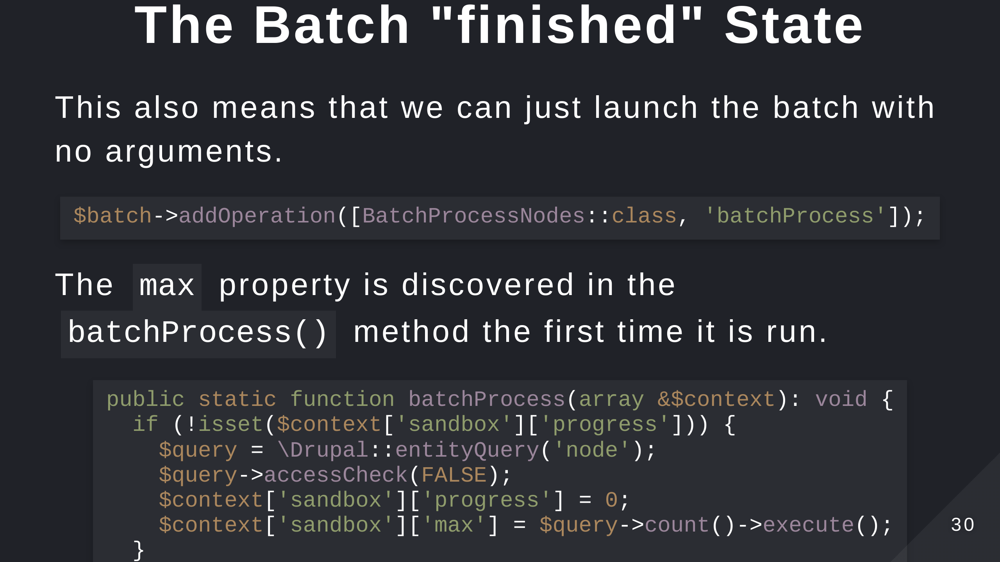 The Batch "finished" State
This also means that we can just launch the batch with
no arguments.
$batch->addOperation([BatchProcessNodes::class, 'batchProcess']);
The max property is discovered in the
batchProcess() method the first time it is run.
public static function batchProcess(array &$context): void {
  if (!isset($context['sandbox']['progress'])) {
    $query = \Drupal::entityQuery('node');
    $query->accessCheck(FALSE);
    $context['sandbox']['progress'] = 0;
    $context['sandbox']['max'] = $query->count()->execute();
  }
30